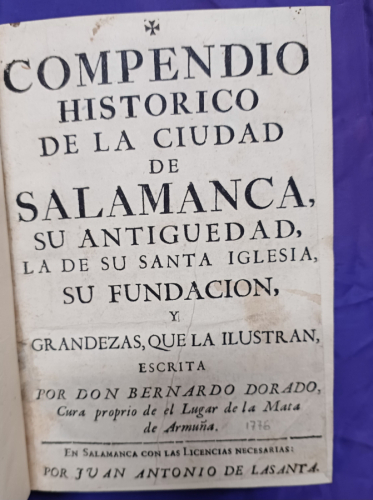 COMPENDIO
HISTORICO
DE LA CIUDAD
DE
SALAMANCA,
SU ANTIGUEDAD,
LA DE SU SANTA IGLESIA,
SU FUNDACION,
Y
GRANDEZAS, QUE LA ILUSTRAN,
ESCRITA
POR DON BERNARDO DORADO,
Cura proprio de el Lugar de la Mata
de Armuña. 1776
EN SALAMANCA CON LAS LICENCIAS NECESARIAS:
POR JUAN ANTONIO DE LASANTA.